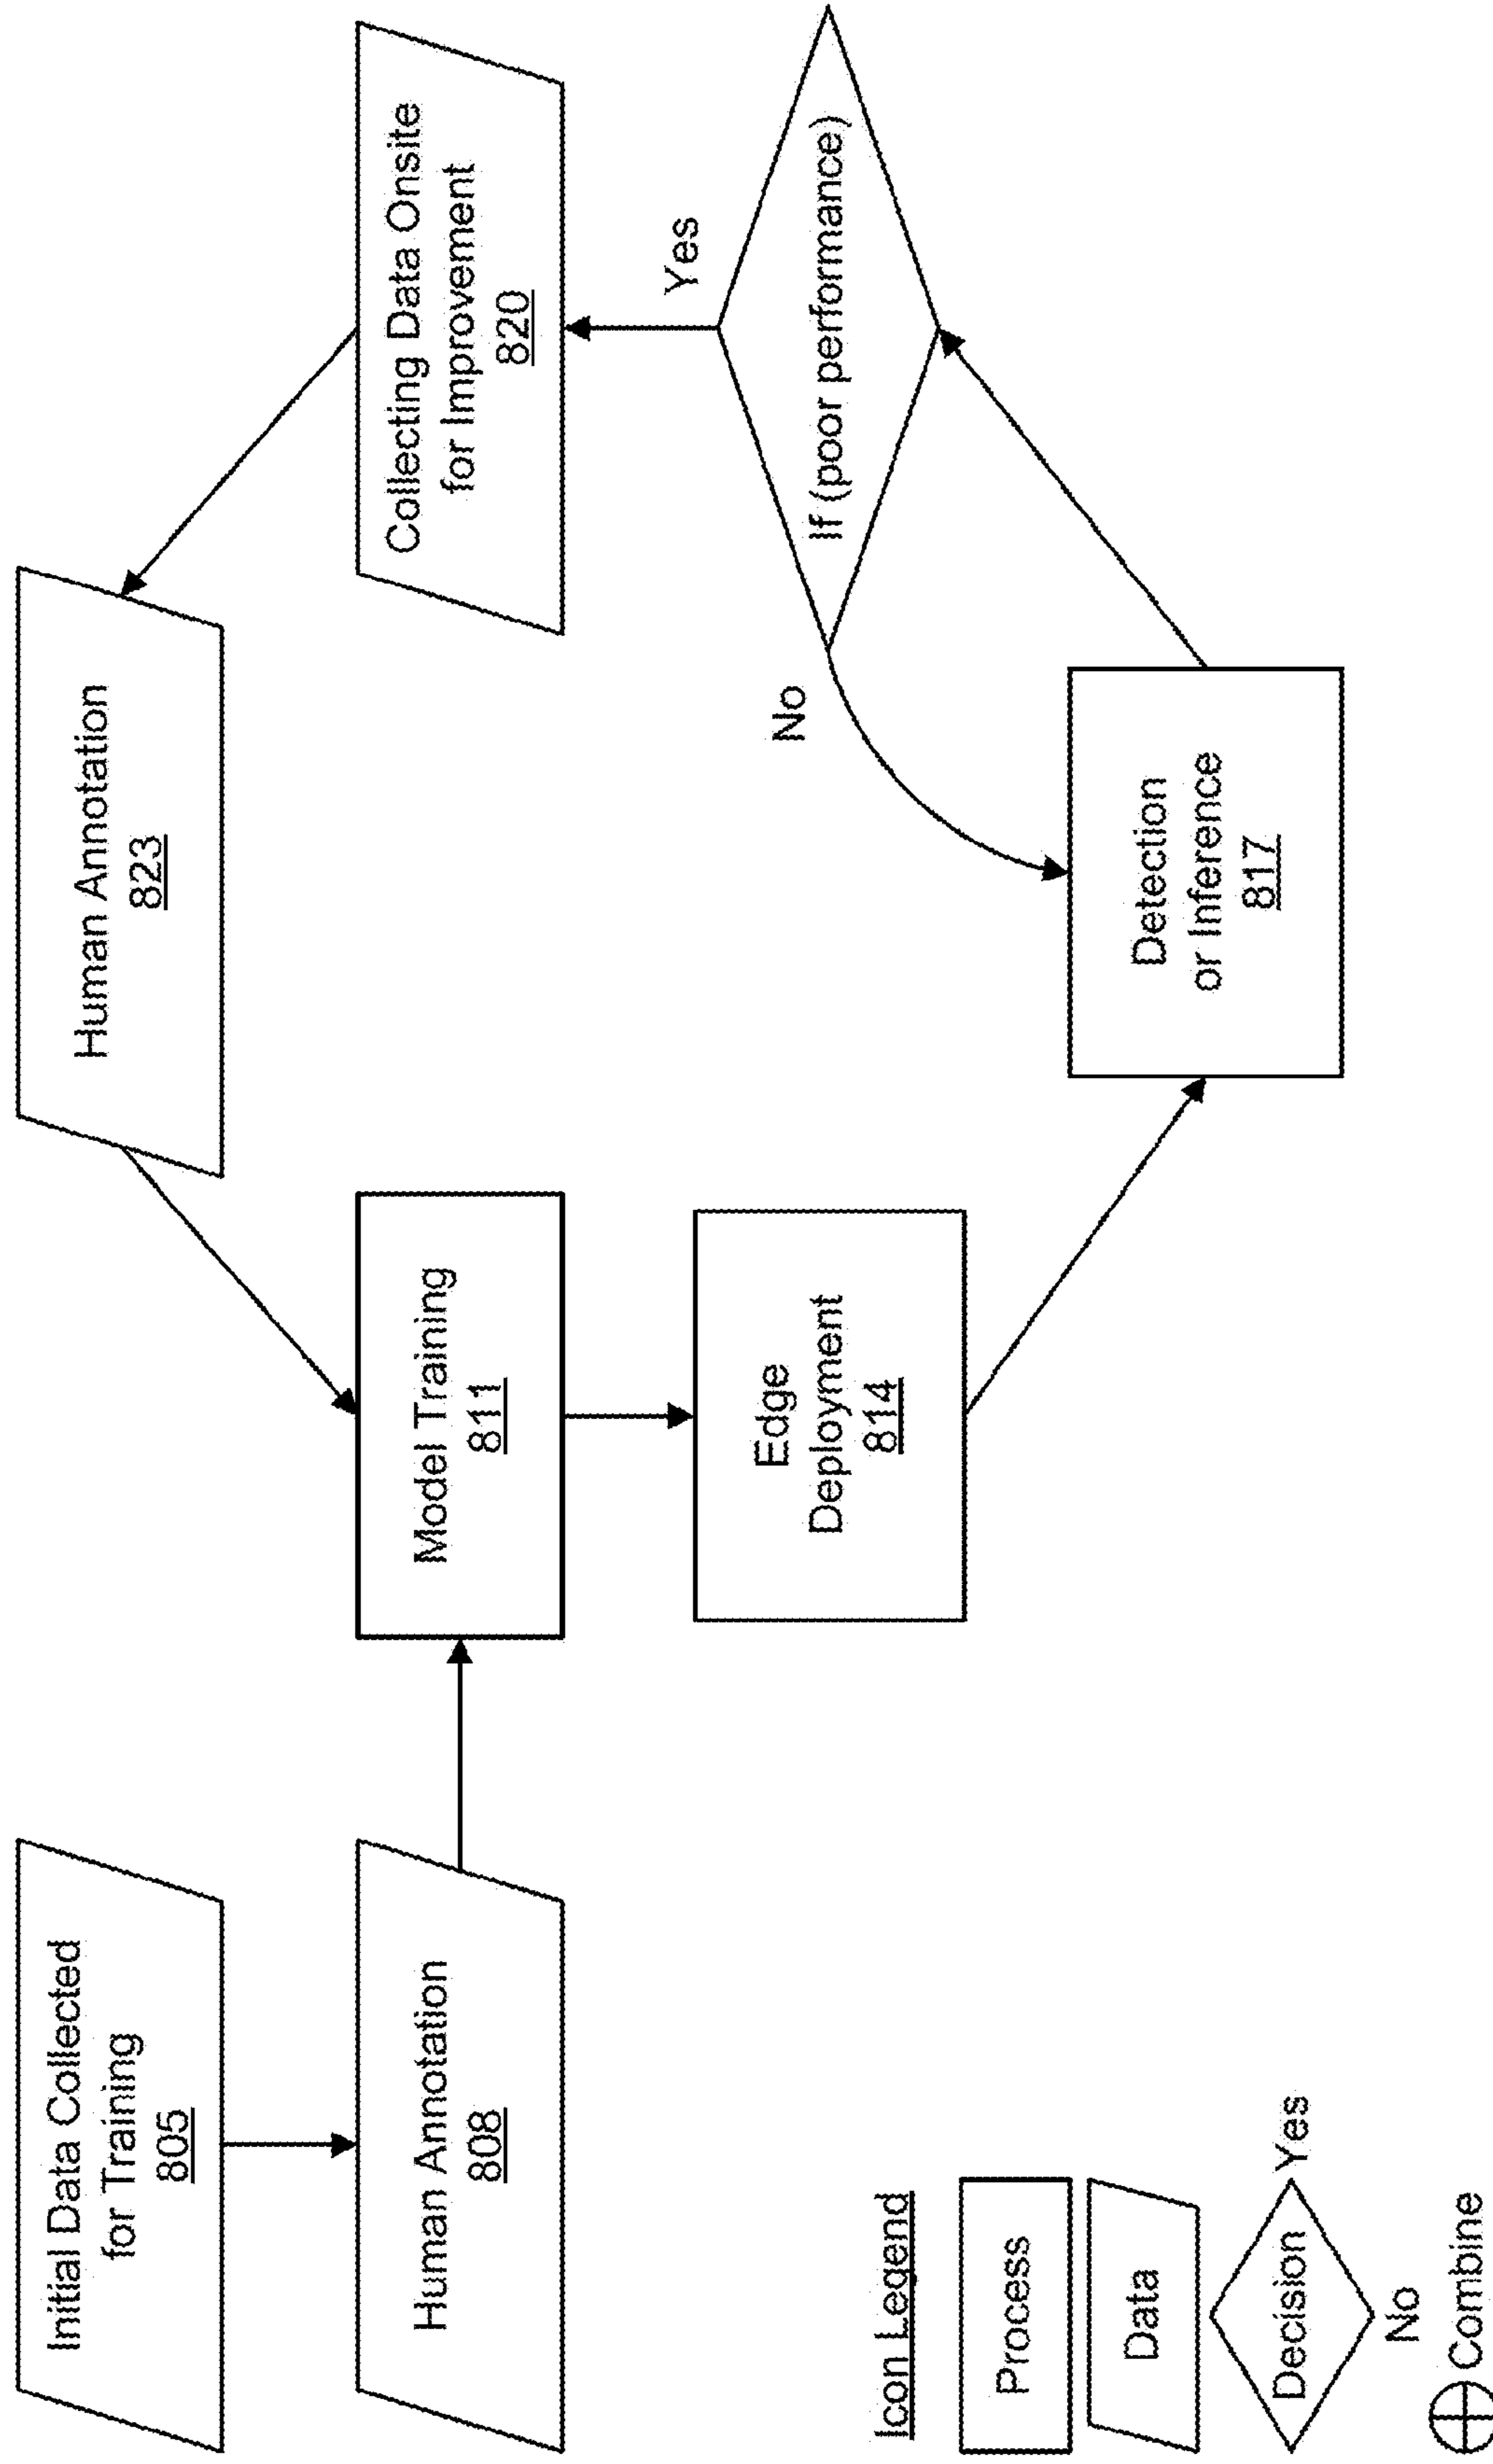 Initial Data Collected
for Training
805
Human Annotation
808
Model Training
811
Edge
Deployment
814
Human Annotation
823
Collecting Data Onsite
for Improvement
820
Yes
If (poor performance)
No
Detection
or Inference
817
Icon Legend
Process
Data
Decision
Yes
No
Combine